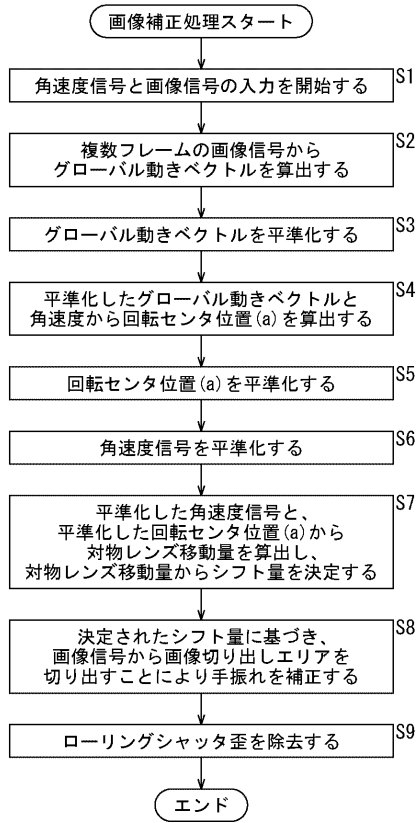 画像補正処理スタート
S1
角速度信号と画像信号の入力を開始する
S2
複数フレームの画像信号から
グローバル動きベクトルを算出する
S3
グローバル動きベクトルを平準化する
S4
平準化したグローバル動きベクトルと
角速度から回転センタ位置(a)を算出する
S5
回転センタ位置(a)を平準化する
S6
角速度信号を平準化する
S7
平準化した角速度信号と、
平準化した回転センタ位置(a)から
対物レンズ移動量を算出し、
対物レンズ移動量からシフト量を決定する
S8
決定されたシフト量に基づき、
画像信号から画像切り出しエリアを
切り出すことにより手振れを補正する
S9
ローリングシャッタ歪を除去する
エンド